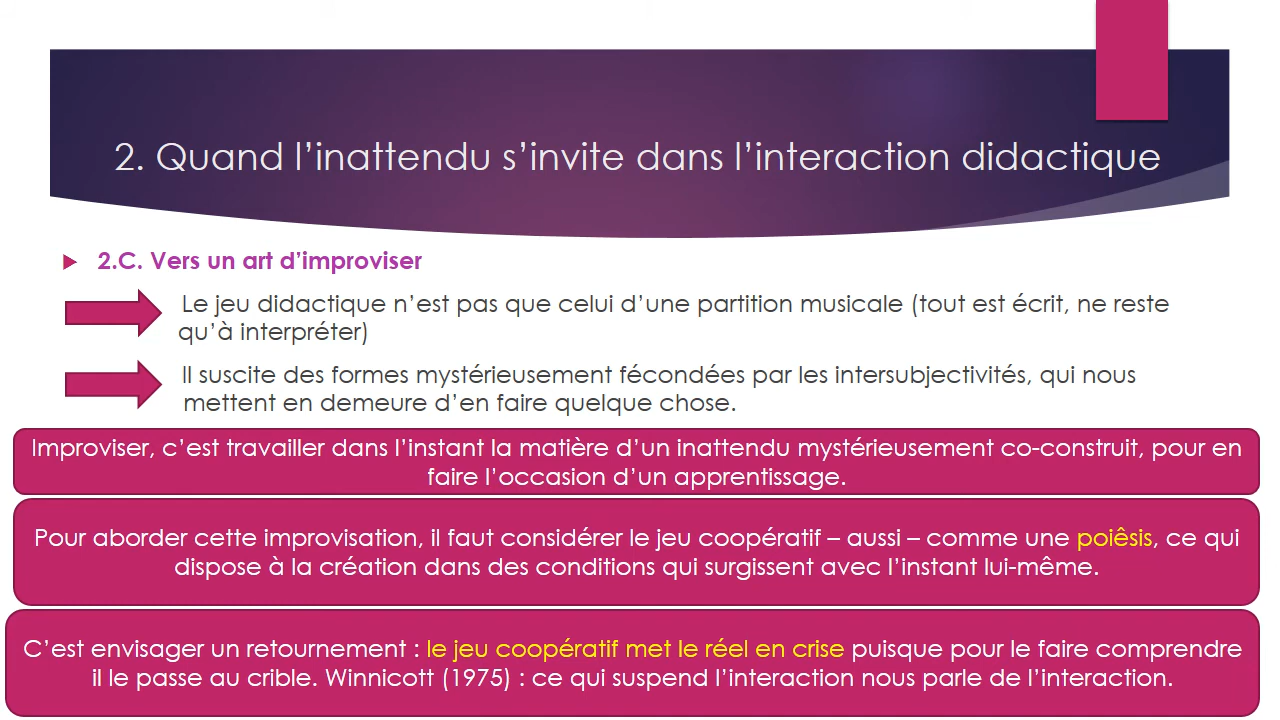 2. Quand l’inattendu s’invite dans l’interaction didactique
2.C. Vers un art d’improviser
Le jeu didactique n’est pas que celui d’une partition musicale (tout est écrit, ne reste
qu’à interpréter)
Il suscite des formes mystérieusement fécondées par les intersubjectivités, qui nous
mettent en demeure d’en faire quelque chose.
Improviser, c’est travailler dans l’instant la matière d’un inattendu mystérieusement co-construit, pour en
faire l’occasion d’un apprentissage.
Pour aborder cette improvisation, il faut considérer le jeu coopératif – aussi – comme une poiêsis, ce qui
dispose à la création dans des conditions qui surgissent avec l’instant lui-même.
C’est envisager un retournement : le jeu coopératif met le réel en crise puisque pour le faire comprendre
il le passe au crible. Winnicott (1975) : ce qui suspend l’interaction nous parle de l’interaction.